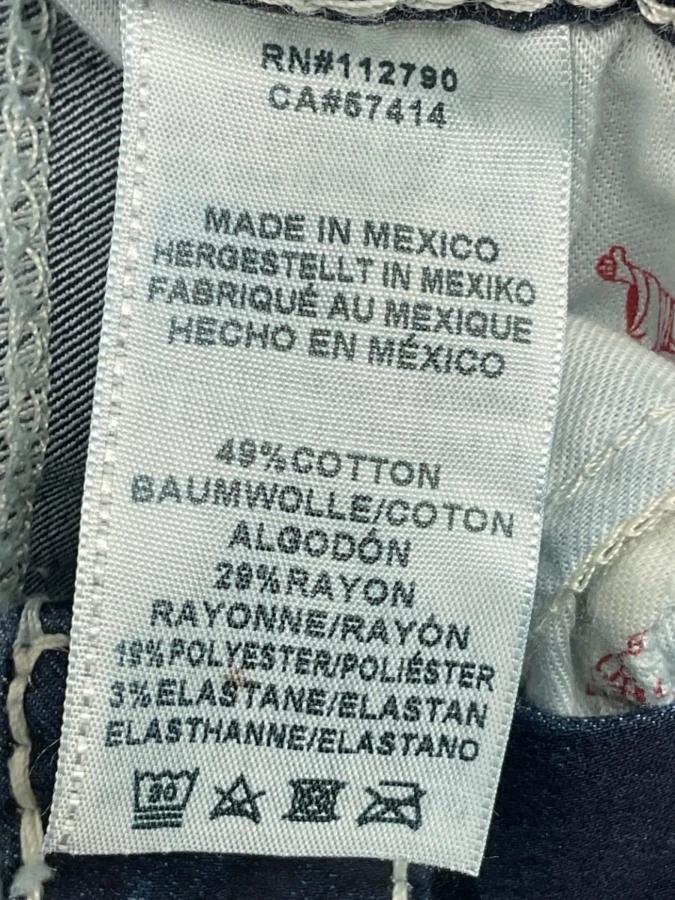 RN#112790
CA#57414
MADE IN MEXICO
HERGESTELLT IN MEXIKO
FABRIQUÉ AU MEXIQUE
HECHO EN MÉXICO
49%COTTON
BAUMWOLLE/COTON
ALGODÓN
29%RAYON
RAYONNE/RAYÓN
19%POLYESTER/POLIÉSTER
3%ELASTANE/ELASTAN
ELASTHANNE/ELASTANO
30